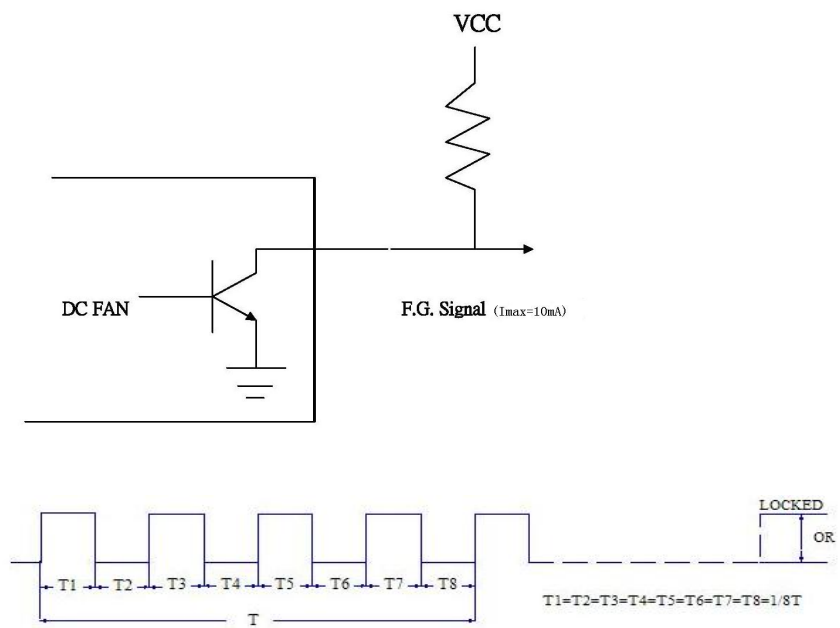 VCC
DC FAN
F.G. Signal (Imax=10mA)
LOCKED
OR
T1 T2 T3 T4 T5 T6 T7 T8
T1=T2=T3=T4=T5=T6=T7=T8=1/8T
T